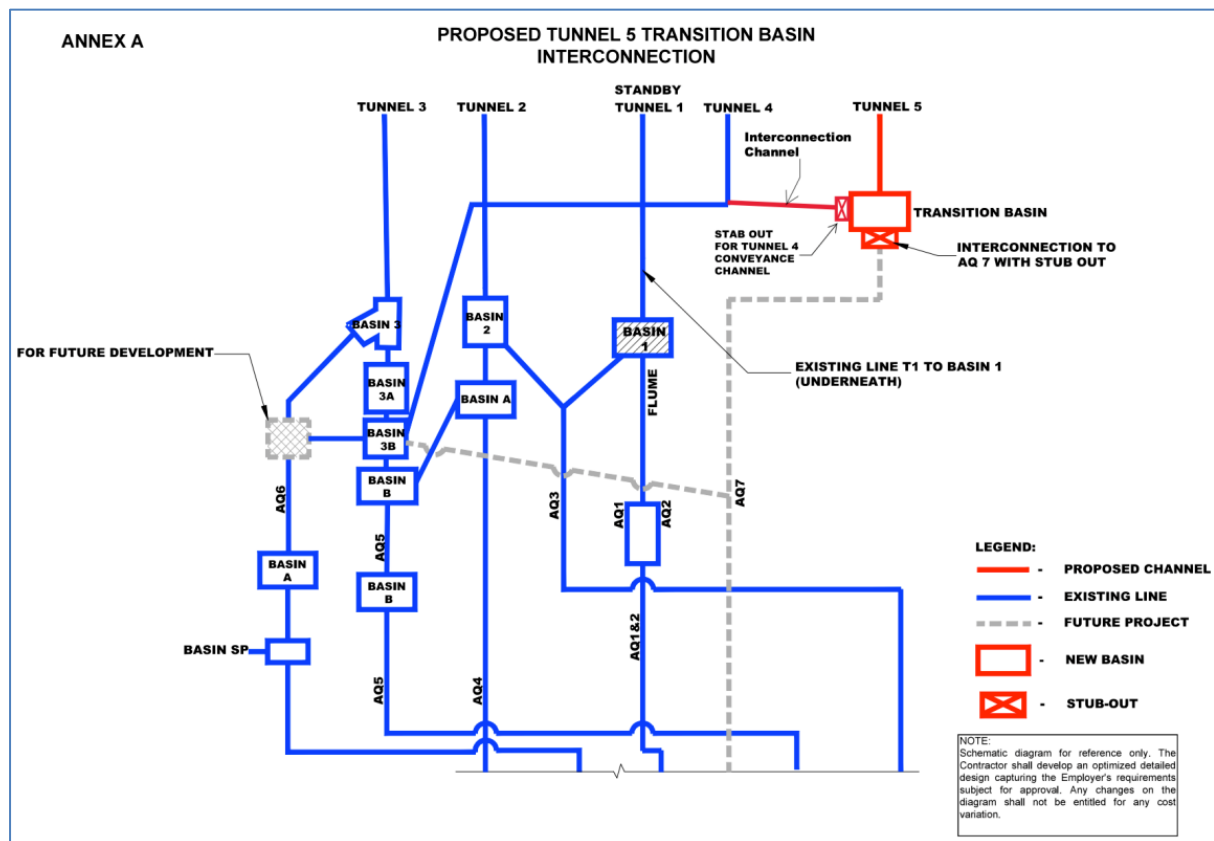 ANNEX A
PROPOSED TUNNEL 5 TRANSITION BASIN
INTERCONNECTION
TUNNEL 3
TUNNEL 2
STANDBY
TUNNEL 1
TUNNEL 4
TUNNEL 5
Interconnection
Channel
TRANSITION BASIN
STAB OUT
FOR TUNNEL 4
CONVEYANCE
CHANNEL
INTERCONNECTION TO
AQ 7 WITH STUB OUT
BASIN 3
BASIN
2
BASIN
1
FOR FUTURE DEVELOPMENT
EXISTING LINE T1 TO BASIN 1
(UNDERNEATH)
BASIN
3A
BASIN A
FLUME
BASIN
3B
BASIN
B
AQ6
AQ3
AQ1
AQ2
AQ7
AQ5
BASIN
A
BASIN
B
BASIN SP
AQ5
AQ4
AQ1&2
LEGEND:
- PROPOSED CHANNEL
- EXISTING LINE
- FUTURE PROJECT
- NEW BASIN
- STUB-OUT
NOTE:
Schematic diagram for reference only. The
Contractor shall develop an optimized detailed
design capturing the Employer's requirements
subject for approval. Any changes on the
diagram shall not be entitled for any cost
variation.